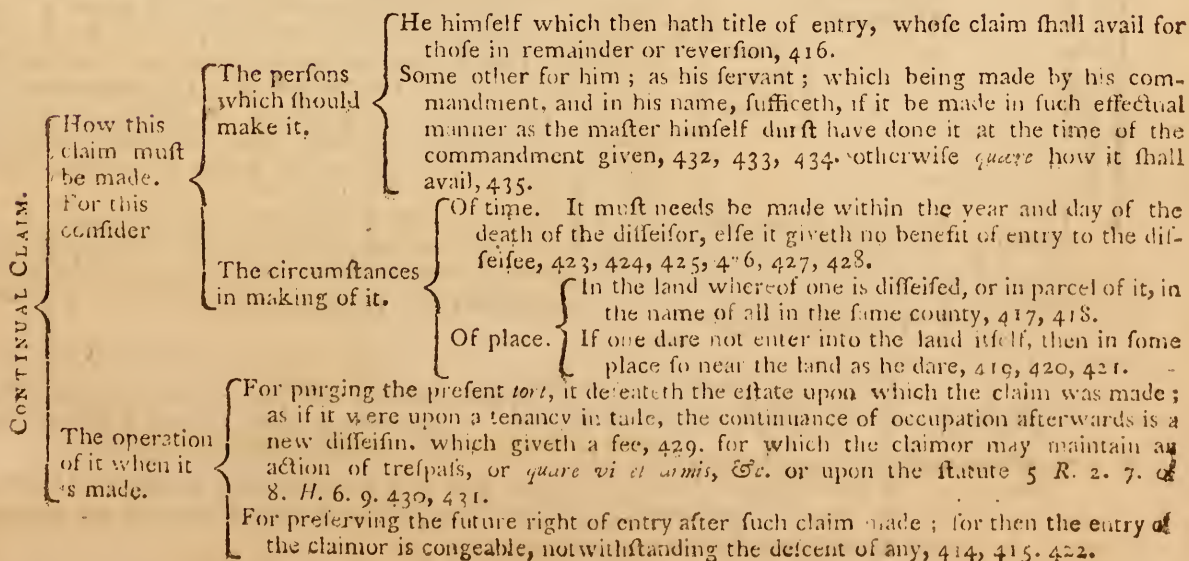 CONTINUAL CLAIM.
How this
claim muſt
be made.
For this
conſider
The perſons
which ſhould
make it.
He himſelf which then hath title of entry, whoſe claim ſhall avail for
thoſe in remainder or reverſion, 416.
Some other for him; as his ſervant; which being made by his com-
mandment, and in his name, ſufficeth, if it be made in ſuch effectual
manner as the maſter himſelf durſt have done it at the time of the
commandment given, 432, 433, 434. otherwiſe quære how it ſhall
avail, 435.
The circumſtances
in making of it.
Of time. It muſt needs be made within the year and day of the
death of the diſſeiſor, elſe it giveth no benefit of entry to the diſ-
ſeiſee, 423, 424, 425, 426, 427, 428.
Of place.
In the land whereof one is diſſeiſed, or in parcel of it, in
the name of all in the ſame county, 417, 418.
If one dare not enter into the land itſelf, then in ſome
place ſo near the land as he dare, 419, 420, 421.
The operation
of it when it
is made.
For purging the preſent tort, it defeateth the eſtate upon which the claim was made;
as if it were upon a tenancy in taile, the continuance of occupation afterwards is a
new diſſeiſin. which giveth a fee, 429. for which the claimor may maintain an
action of treſpaſs, or quare vi et armis, &c. or upon the ſtatute 5 R. 2. 7. of
8. H. 6. 9. 430, 431.
For preſerving the future right of entry after ſuch claim made; for then the entry of
the claimor is congeable, notwithſtanding the deſcent of any, 414, 415. 422.